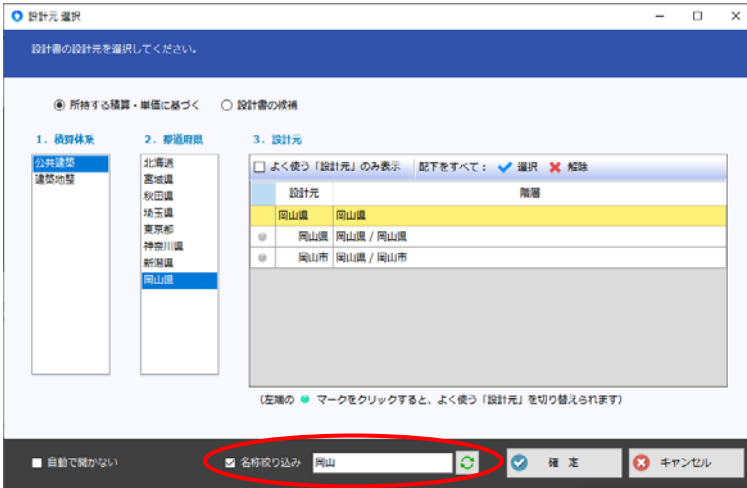 設計元 選択
設計書の設計元を選択してください。
所持する積算・単価に基づく 設計書の候補
1. 積算体系 2. 都道府県 3. 設計元
公共建築
建築地整
北海道
宮城県
秋田県
埼玉県
東京都
神奈川県
新潟県
岡山県
よく使う「設計元」のみ表示 配下をすべて： 選択 解除
設計元 階層
岡山県 岡山県
岡山県 岡山県 / 岡山県
岡山市 岡山県 / 岡山市
(左端の マークをクリックすると、よく使う「設計元」を切り替えられます)
自動で開かない 名称絞り込み 岡山 確 定 キャンセル